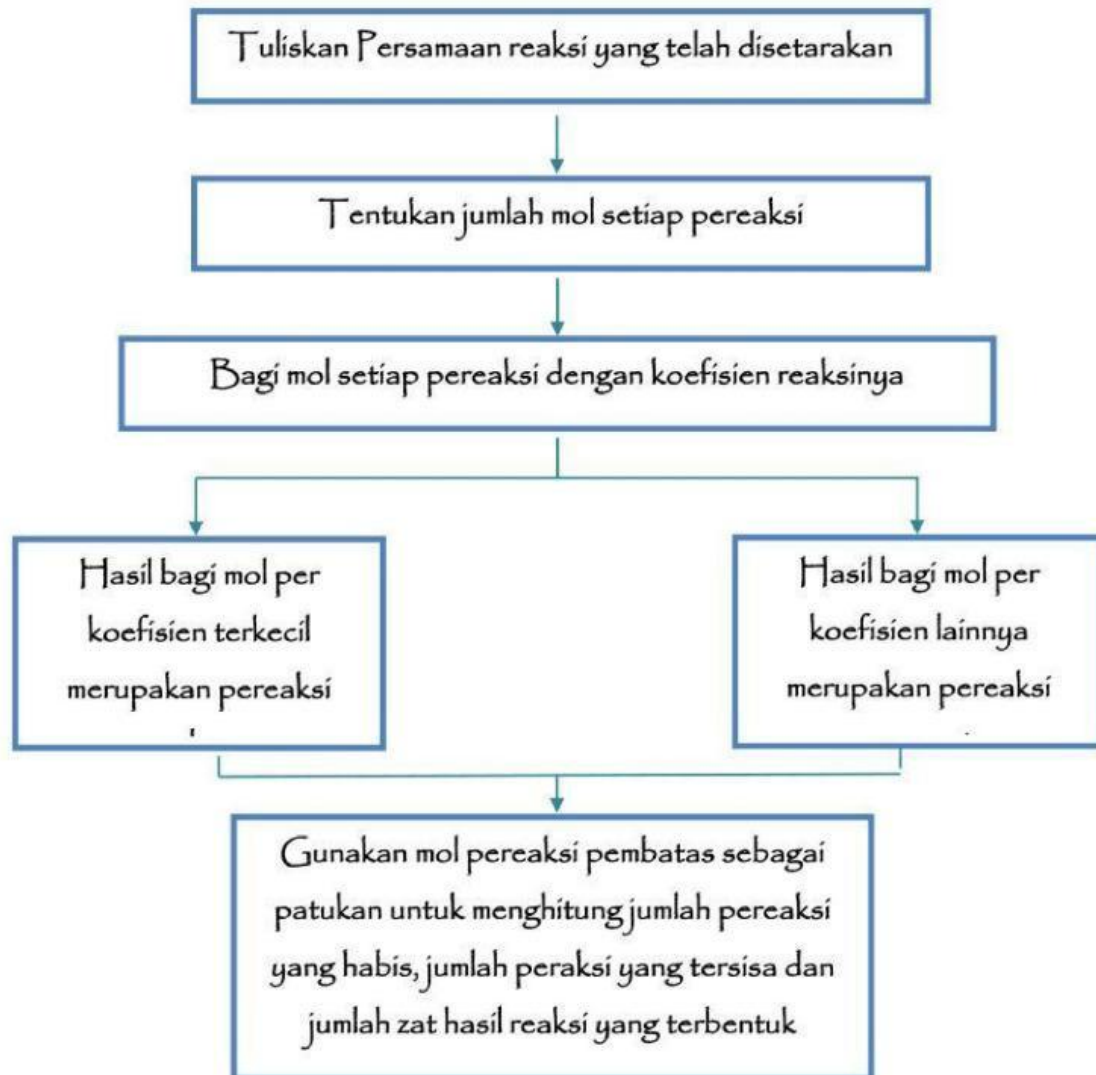 Tuliskan Persamaan reaksi yang telah disetarakan
Tentukan jumlah mol setiap pereaksi
Bagi mol setiap pereaksi dengan koefisien reaksinya
Hasil bagi mol per
koefisien terkecil
merupakan pereaksi
Hasil bagi mol per
koefisien lainnya
merupakan pereaksi
Gunakan mol pereaksi pembatas sebagai
patukan untuk menghitung jumlah pereaksi
yang habis, jumlah peraksi yang tersisa dan
jumlah zat hasil reaksi yang terbentuk